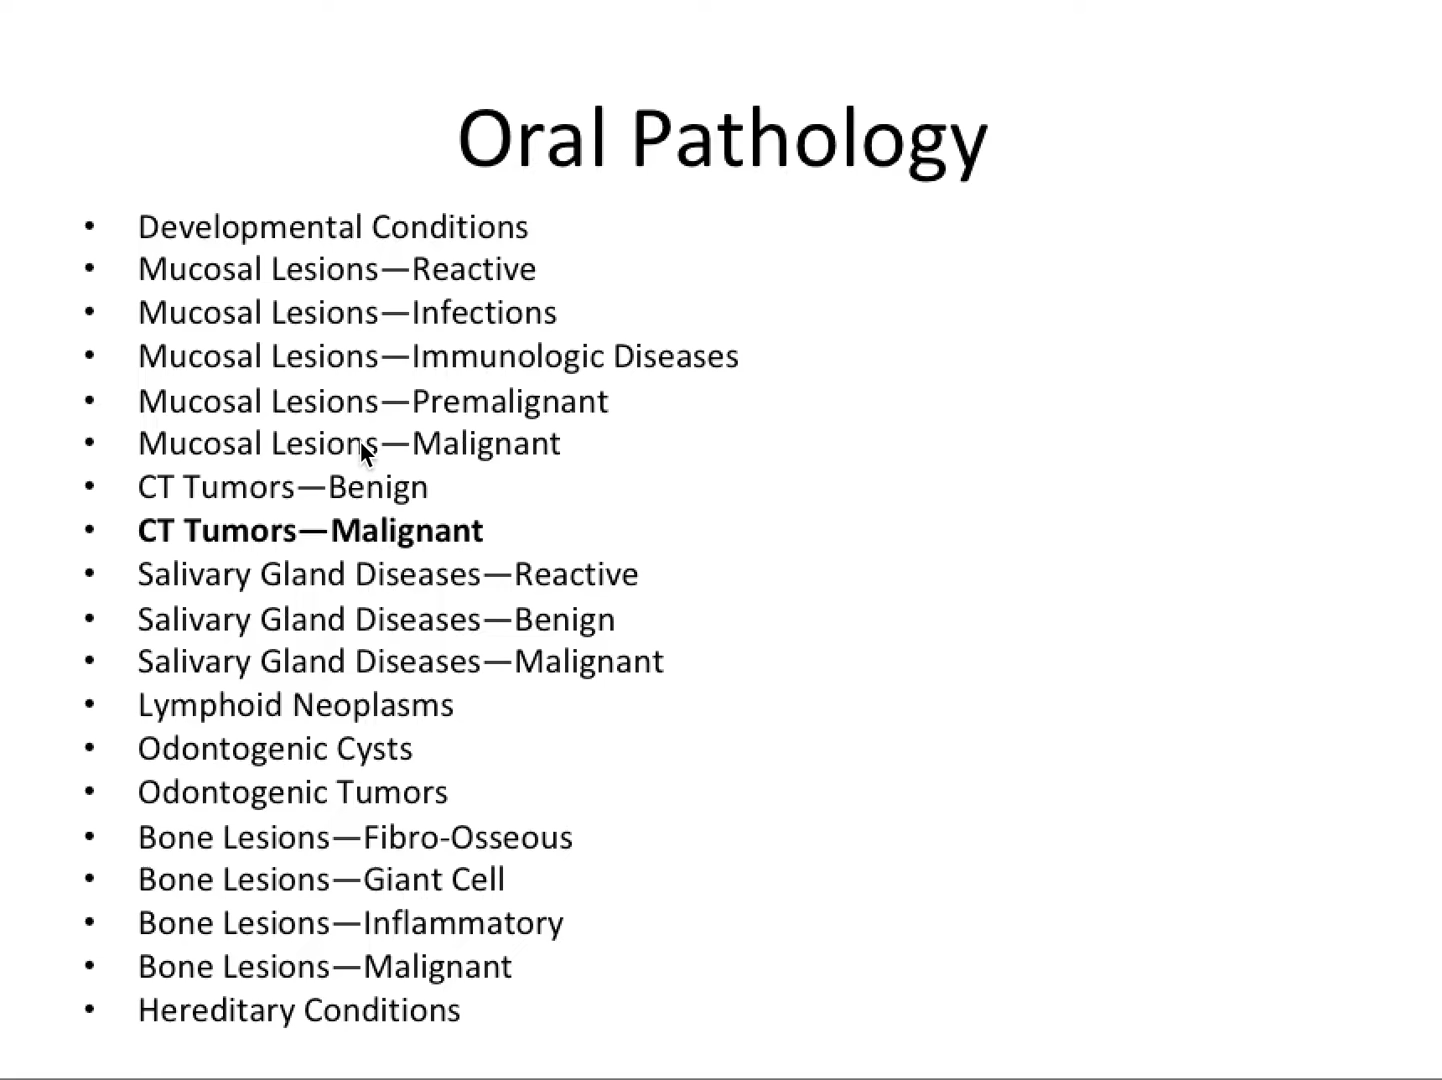 Oral Pathology
• Developmental Conditions
• Mucosal Lesions—Reactive
• Mucosal Lesions—Infections
• Mucosal Lesions—Immunologic Diseases
• Mucosal Lesions—Premalignant
• Mucosal Lesions—Malignant
• CT Tumors—Benign
• CT Tumors—Malignant
• Salivary Gland Diseases—Reactive
• Salivary Gland Diseases—Benign
• Salivary Gland Diseases—Malignant
• Lymphoid Neoplasms
• Odontogenic Cysts
• Odontogenic Tumors
• Bone Lesions—Fibro-Osseous
• Bone Lesions—Giant Cell
• Bone Lesions—Inflammatory
• Bone Lesions—Malignant
• Hereditary Conditions